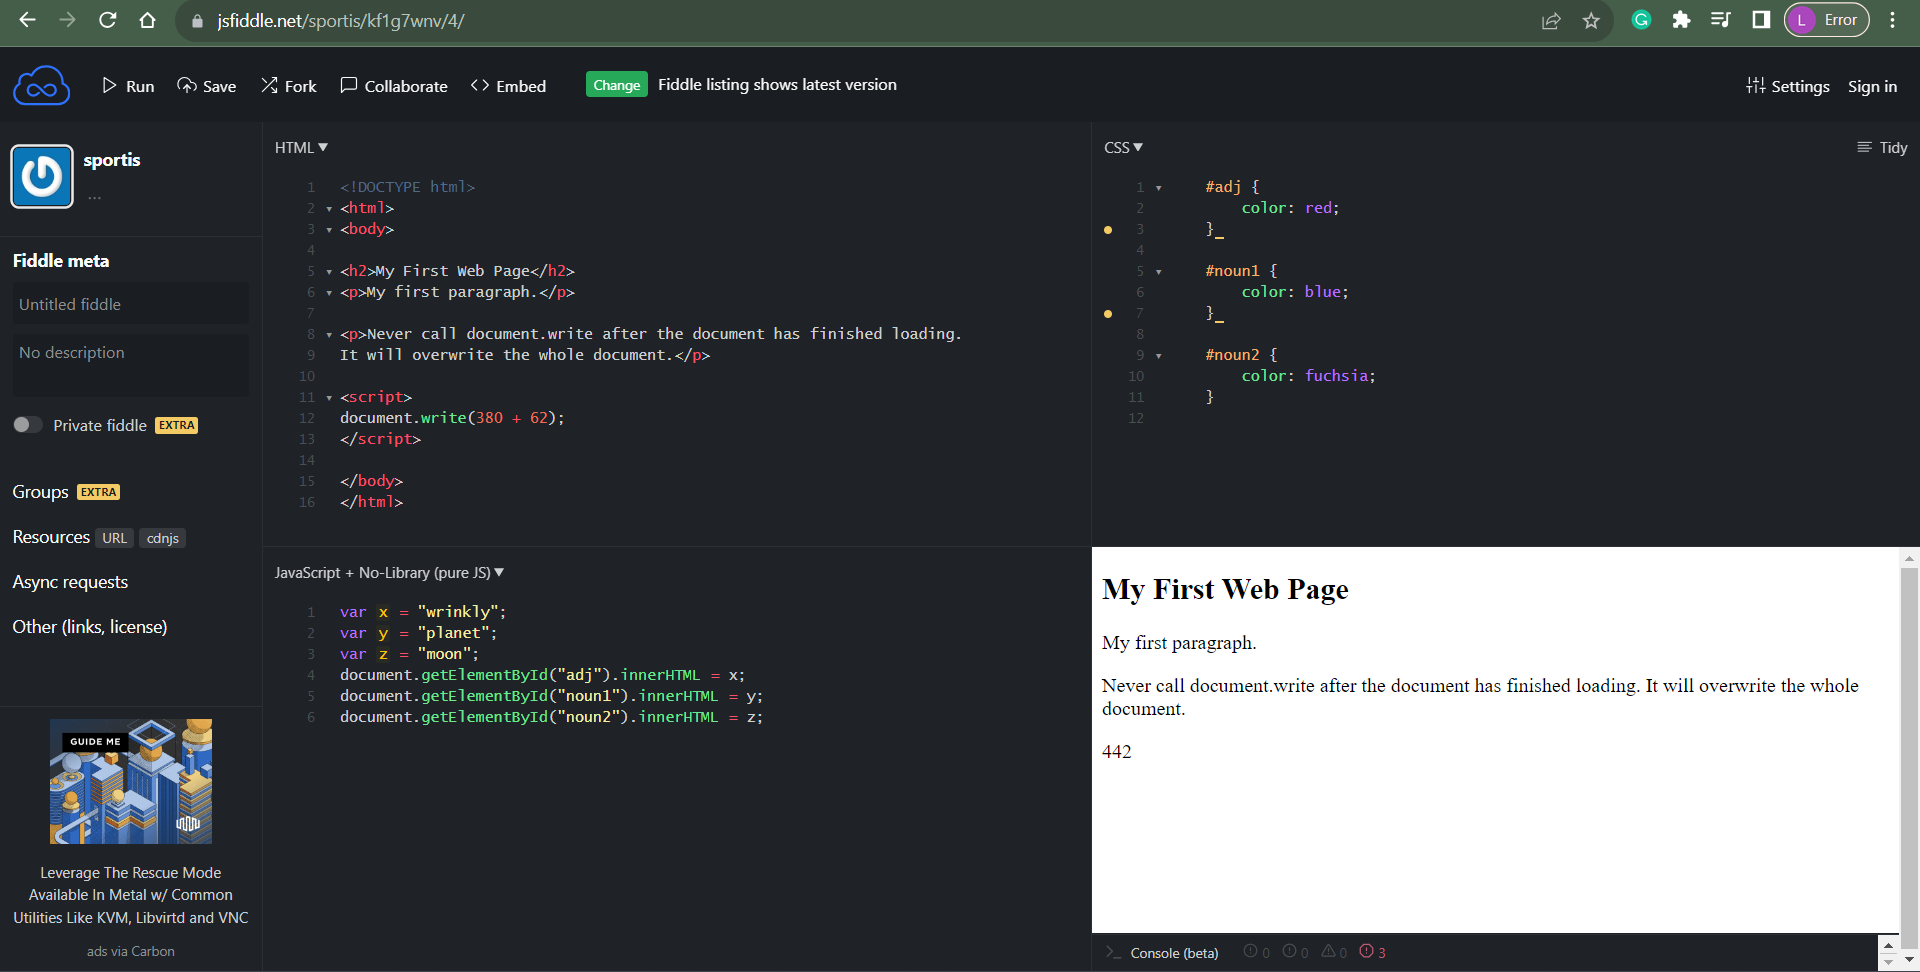 jsfiddle.net/sportis/kf1g7wnv/4/
L Error
Run Save Fork Collaborate Embed Change Fiddle listing shows latest version Settings Sign in
sportis
...
Fiddle meta
Untitled fiddle
No description
Private fiddle EXTRA
Groups EXTRA
Resources URL cdnjs
Async requests
Other (links, license)
GUIDE ME
Leverage The Rescue Mode
Available In Metal w/ Common
Utilities Like KVM, Libvirtd and VNC
ads via Carbon
HTML
1 <!DOCTYPE html>
2 <html>
3 <body>
4
5 <h2>My First Web Page</h2>
6 <p>My first paragraph.</p>
7
8 <p>Never call document.write after the document has finished loading.
9 It will overwrite the whole document.</p>
10
11 <script>
12 document.write(380 + 62);
13 </script>
14
15 </body>
16 </html>
CSS Tidy
1 #adj {
2 color: red;
3 }_
4
5 #noun1 {
6 color: blue;
7 }_
8
9 #noun2 {
10 color: fuchsia;
11 }
12
JavaScript + No-Library (pure JS)
1 var x = "wrinkly";
2 var y = "planet";
3 var z = "moon";
4 document.getElementById("adj").innerHTML = x;
5 document.getElementById("noun1").innerHTML = y;
6 document.getElementById("noun2").innerHTML = z;
My First Web Page
My first paragraph.
Never call document.write after the document has finished loading. It will overwrite the whole
document.
442
>_ Console (beta) 0 0 0 3